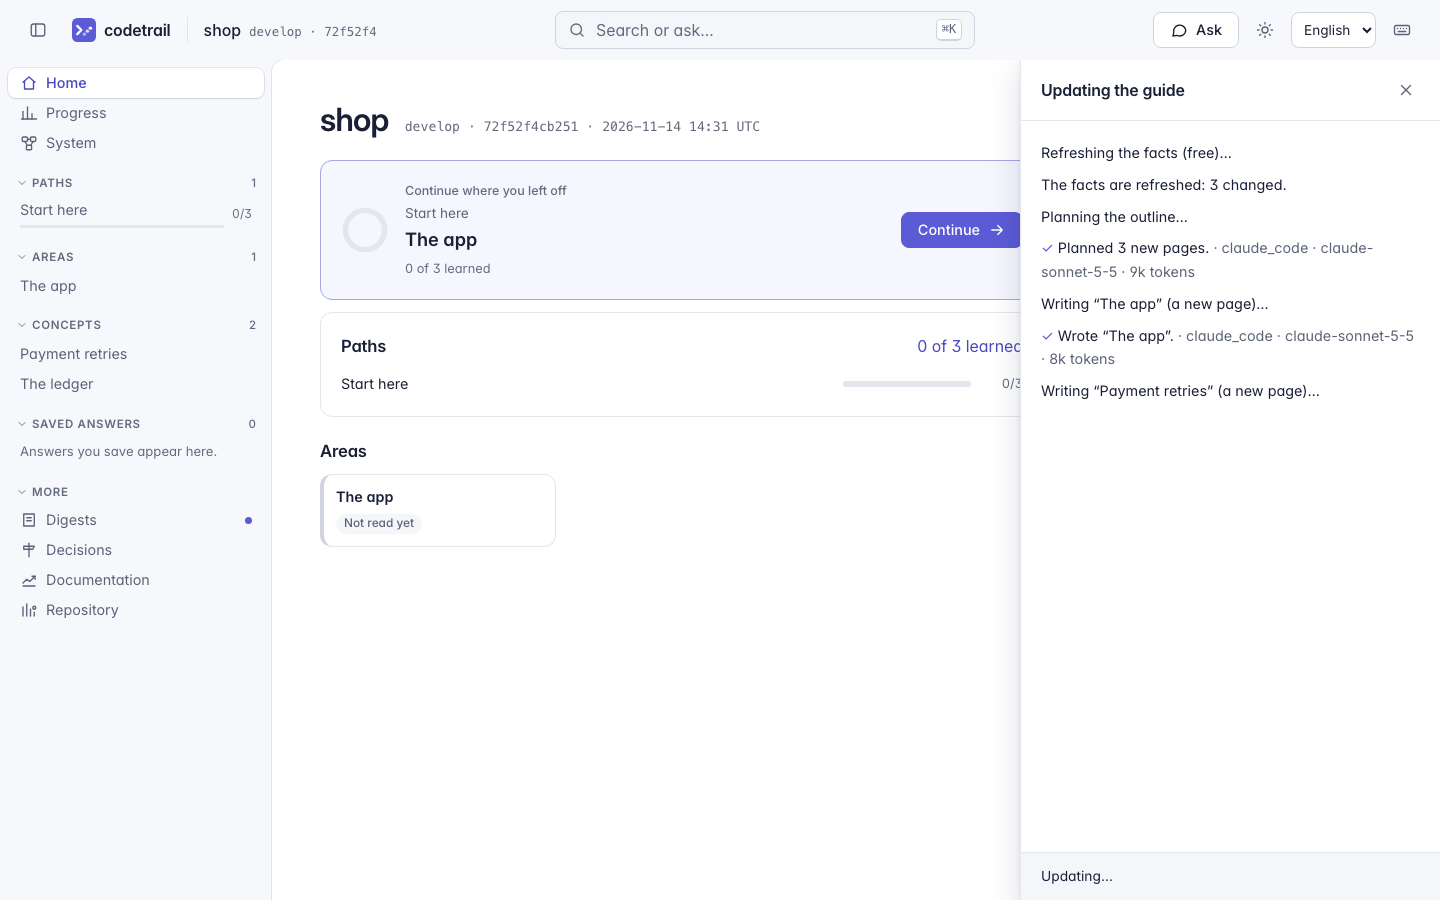 codetrail
shop develop · 72f52f4
Search or ask...
⌘K
Ask
English
Home
Progress
System
PATHS 1
Start here 0/3
AREAS 1
The app
CONCEPTS 2
Payment retries
The ledger
SAVED ANSWERS 0
Answers you save appear here.
MORE
Digests
Decisions
Documentation
Repository
shop develop · 72f52f4cb251 · 2026-11-14 14:31 UTC
Continue where you left off
Start here
The app
0 of 3 learned
Continue →
Paths 0 of 3 learned
Start here 0/3
Areas
The app
Not read yet
Updating the guide
Refreshing the facts (free)...
The facts are refreshed: 3 changed.
Planning the outline...
✓ Planned 3 new pages. · claude_code · claude-
sonnet-5-5 · 9k tokens
Writing “The app” (a new page)...
✓ Wrote “The app”. · claude_code · claude-sonnet-5-5
· 8k tokens
Writing “Payment retries” (a new page)...
Updating...